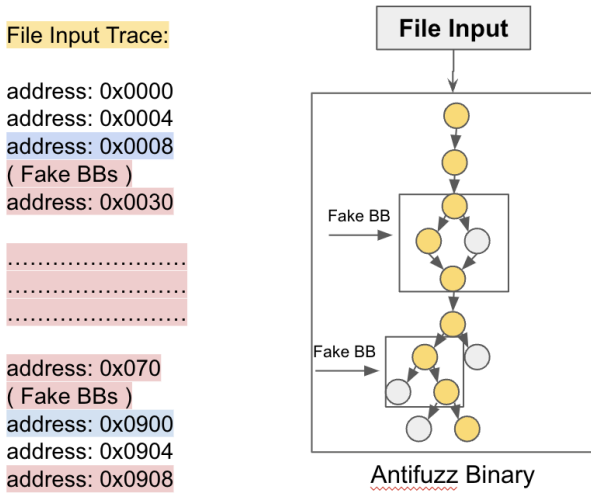 File Input Trace:
address: 0x0000
address: 0x0004
address: 0x0008
( Fake BBs )
address: 0x0030
........................
........................
........................
address: 0x070
( Fake BBs )
address: 0x0900
address: 0x0904
address: 0x0908
File Input
Fake BB
Fake BB
Antifuzz Binary